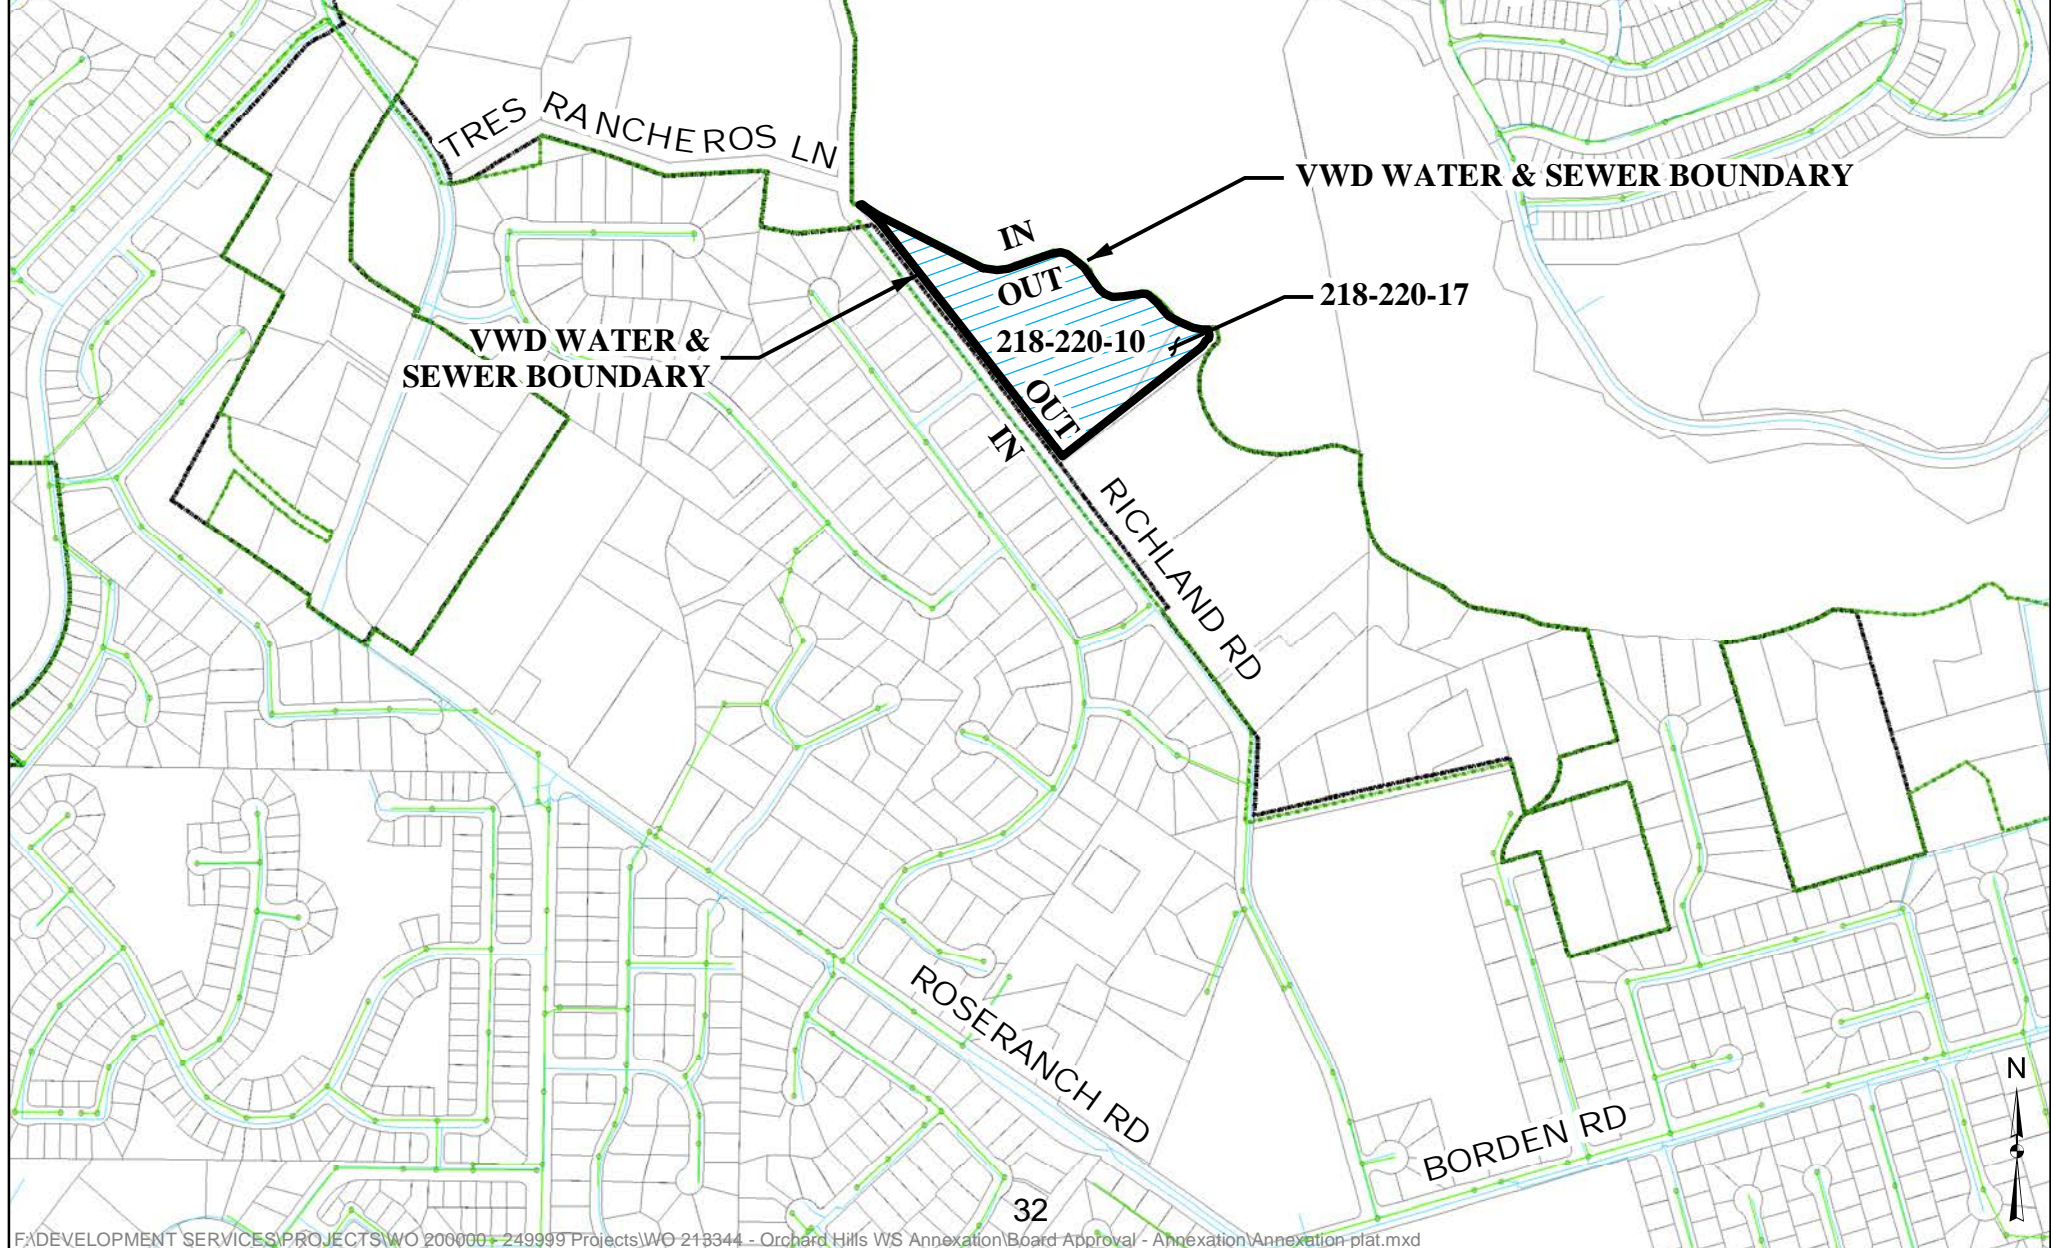 TRES RANCHEROS LN
VWD WATER & SEWER BOUNDARY
IN
OUT
218-220-17
218-220-10
VWD WATER &
SEWER BOUNDARY
OUT
IN
RICHLAND RD
ROSERANCH RD
N
BORDEN RD
32
F:\DEVELOPMENT SERVICES\PROJECTS\WO 200000 - 249999 Projects\WO 213344 - Orchard Hills WS Annexation\Board Approval - Annexation\Annexation plat.mxd